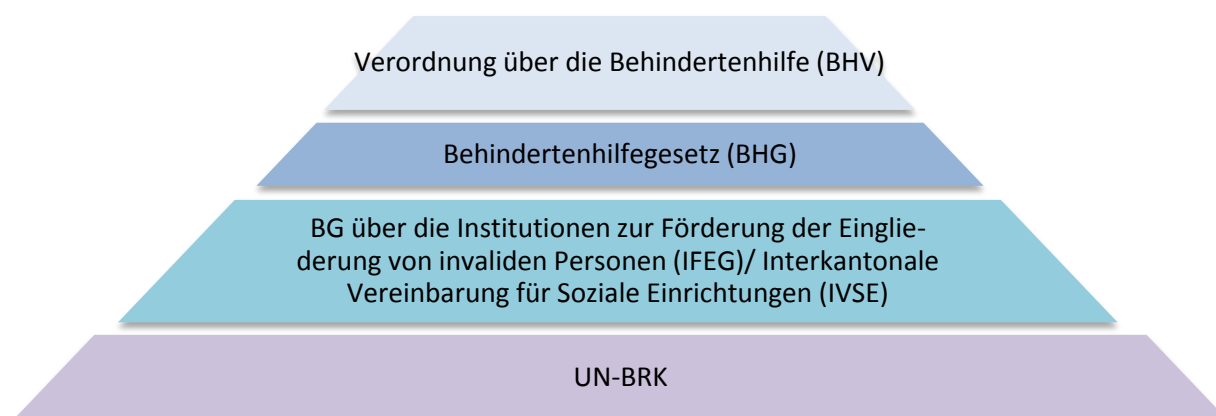 Verordnung über die Behindertenhilfe (BHV)
Behindertenhilfegesetz (BHG)
BG über die Institutionen zur Förderung der Einglie-
derung von invaliden Personen (IFEG)/ Interkantonale
Vereinbarung für Soziale Einrichtungen (IVSE)
UN-BRK